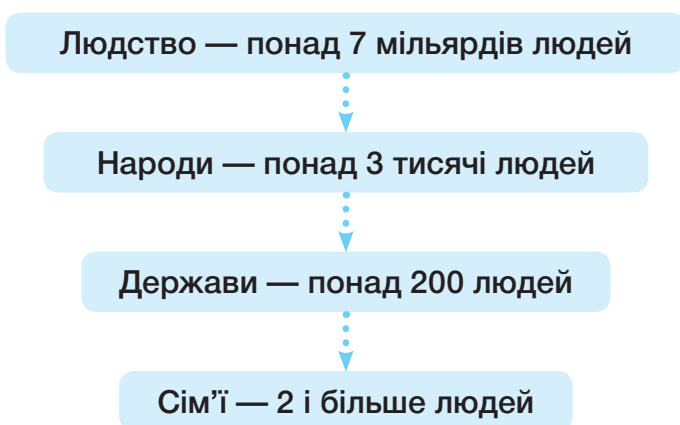 Людство — понад 7 мільярдів людей
Народи — понад 3 тисячі людей
Держави — понад 200 людей
Сім’ї — 2 і більше людей